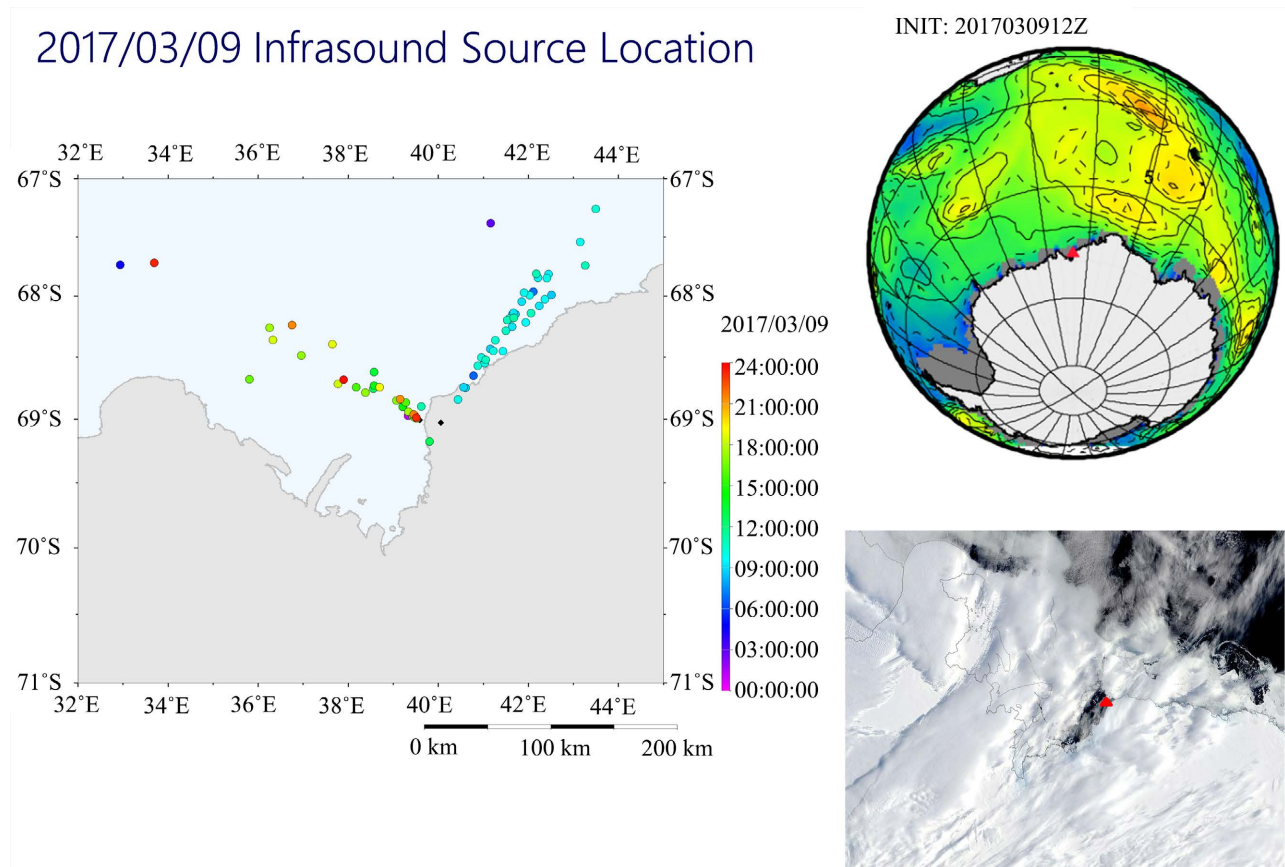 2017/03/09 Infrasound Source Location
32°E 34°E 36°E 38°E 40°E 42°E 44°E
67°S 67°S
68°S 68°S
69°S 69°S
70°S 70°S
71°S 71°S
32°E 34°E 36°E 38°E 40°E 42°E 44°E
0 km 100 km 200 km
2017/03/09
24:00:00
21:00:00
18:00:00
15:00:00
12:00:00
09:00:00
06:00:00
03:00:00
00:00:00
INIT: 2017030912Z
5